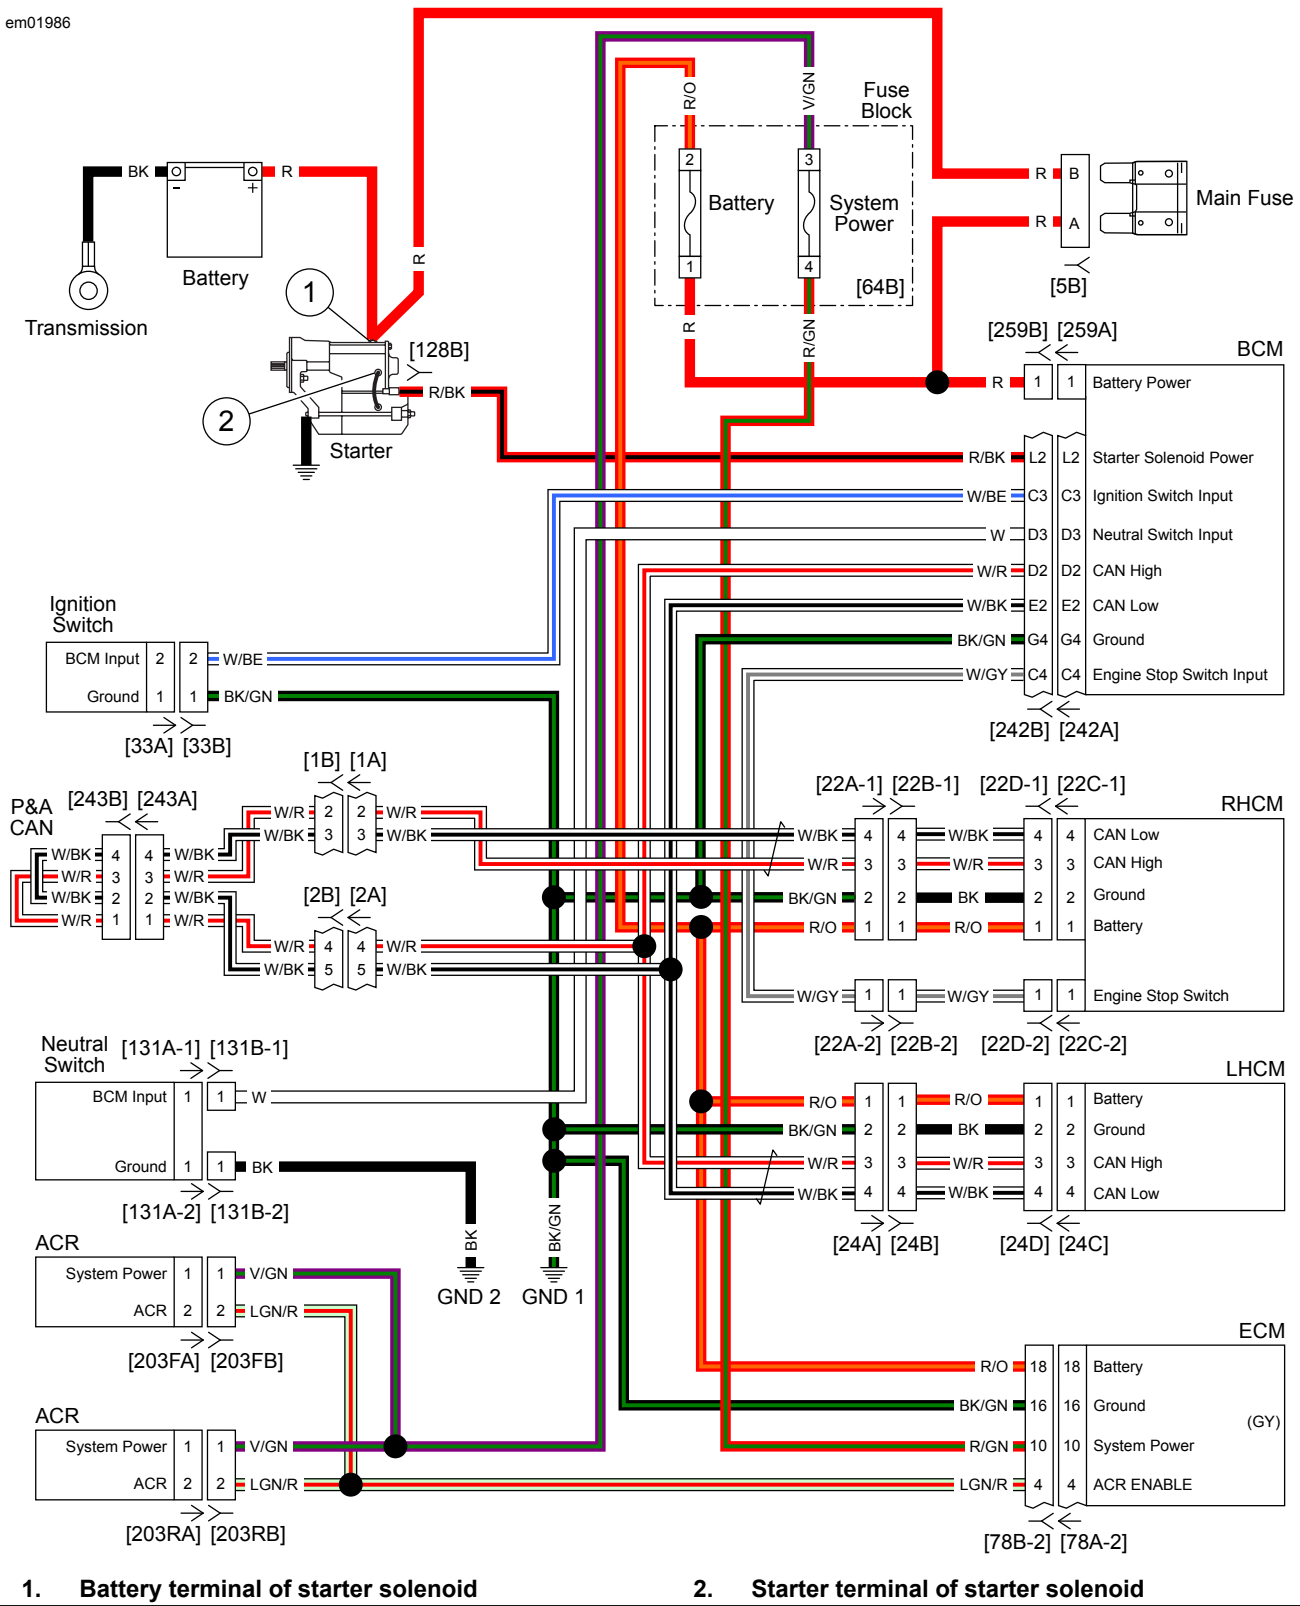 em01986
R/O
V/GN
Fuse
Block
BK
R
2
3
Battery
System
Power
1
4
[64B]
R
R/GN
R
B
R
A
Main Fuse
[5B]
-
+
Battery
Transmission
R
1
2
[128B]
R/BK
Starter
[259B] [259A]
BCM
R
1
1
Battery Power
R/BK
L2
L2
Starter Solenoid Power
W/BE
C3
C3
Ignition Switch Input
W
D3
D3
Neutral Switch Input
W/R
D2
D2
CAN High
W/BK
E2
E2
CAN Low
BK/GN
G4
G4
Ground
W/GY
C4
C4
Engine Stop Switch Input
[242B] [242A]
Ignition
Switch
BCM Input
2
2
W/BE
Ground
1
1
BK/GN
[33A] [33B]
P&A
CAN
[243B] [243A]
W/BK
4
4
W/BK
W/R
3
3
W/R
W/BK
2
2
W/BK
W/R
1
1
W/R
[1B] [1A]
W/R
2
2
W/R
W/BK
3
3
W/BK
[2B] [2A]
W/R
4
4
W/R
W/BK
5
5
W/BK
[22A-1] [22B-1]
[22D-1] [22C-1]
RHCM
W/BK
4
4
W/BK
4
4
CAN Low
W/R
3
3
W/R
3
3
CAN High
BK/GN
2
2
BK
2
2
Ground
R/O
1
1
R/O
1
1
Battery
W/GY
1
1
W/GY
1
1
Engine Stop Switch
[22A-2] [22B-2]
[22D-2] [22C-2]
Neutral
Switch
[131A-1] [131B-1]
BCM Input
1
1
W
Ground
1
1
BK
[131A-2] [131B-2]
LHCM
R/O
1
1
R/O
1
1
Battery
BK/GN
2
2
BK
2
2
Ground
W/R
3
3
W/R
3
3
CAN High
W/BK
4
4
W/BK
4
4
CAN Low
[24A] [24B]
[24D] [24C]
BK
BK/GN
GND 2
GND 1
ACR
System Power
1
1
V/GN
ACR
2
2
LGN/R
[203FA] [203FB]
ACR
System Power
1
1
V/GN
ACR
2
2
LGN/R
[203RA] [203RB]
ECM
R/O
18
18
Battery
BK/GN
16
16
Ground
(GY)
R/GN
10
10
System Power
LGN/R
4
4
ACR ENABLE
[78B-2] [78A-2]
1. Battery terminal of starter solenoid
2. Starter terminal of starter solenoid